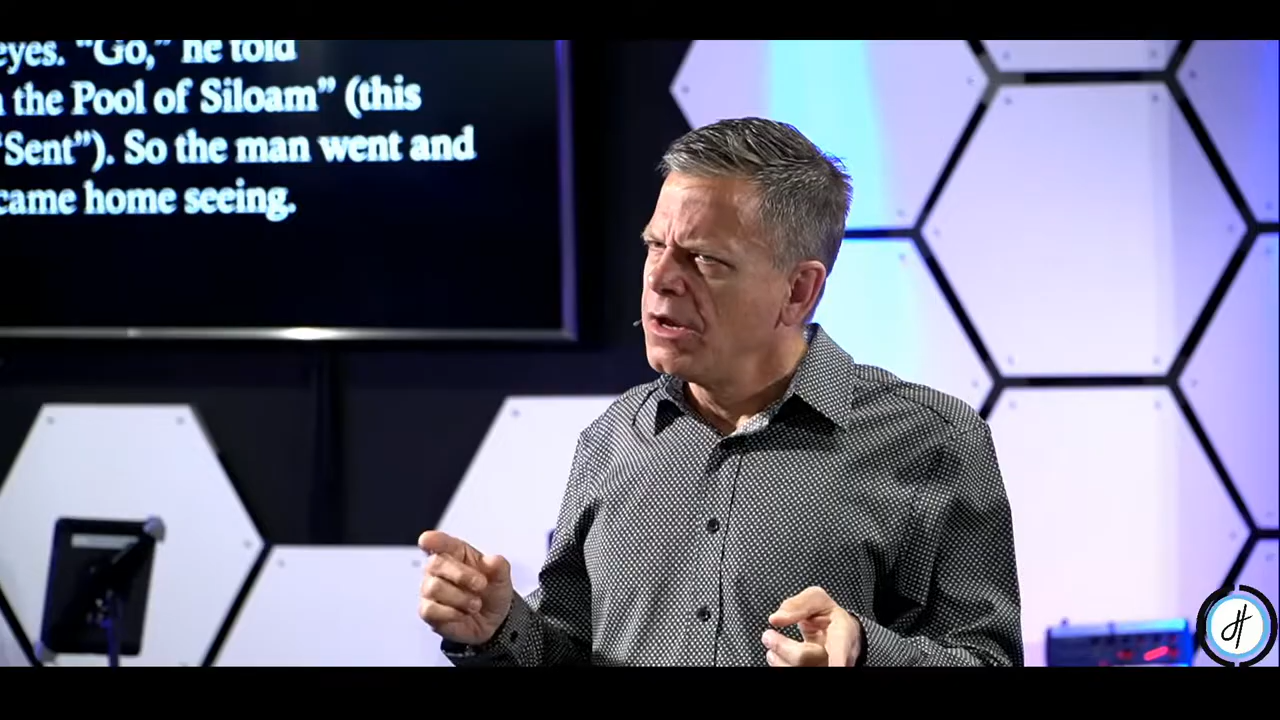 eyes. “Go,” he told
the Pool of Siloam” (this
“Sent”). So the man went and
came home seeing.
H